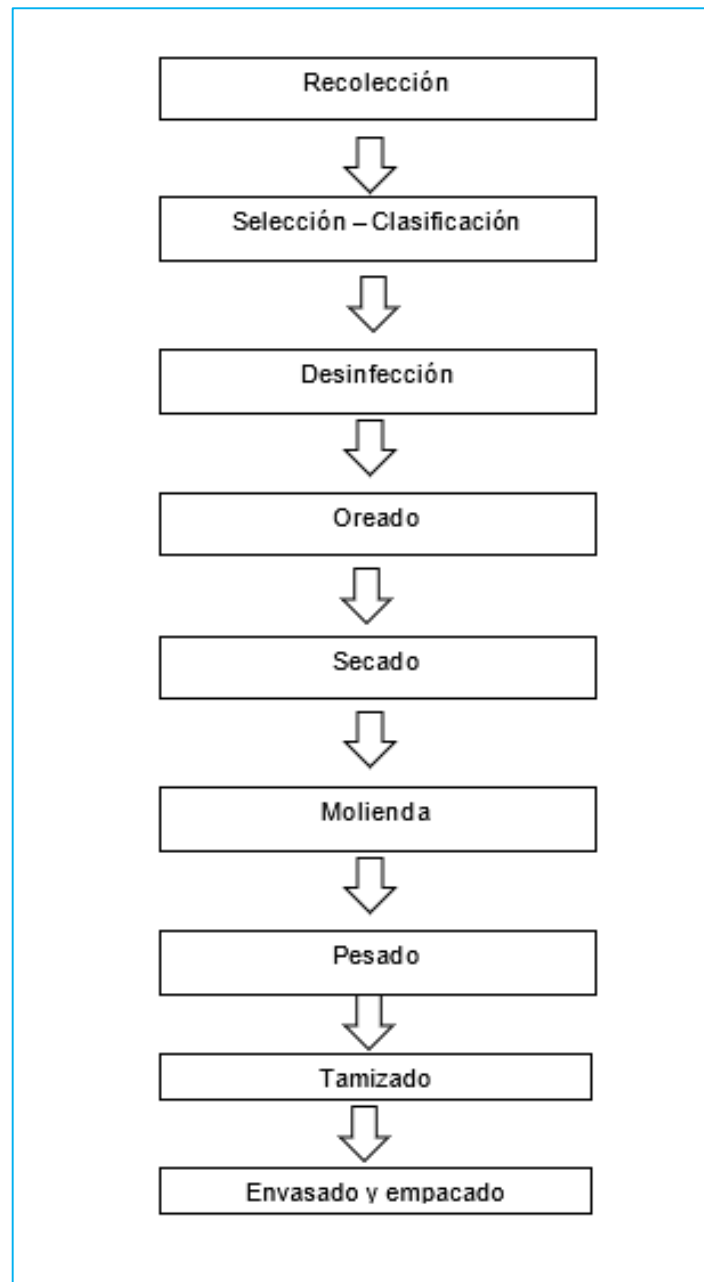 Recolección
Selección – Clasificación
Desinfección
Oreado
Secado
Molienda
Pesado
Tamizado
Envasado y empacado